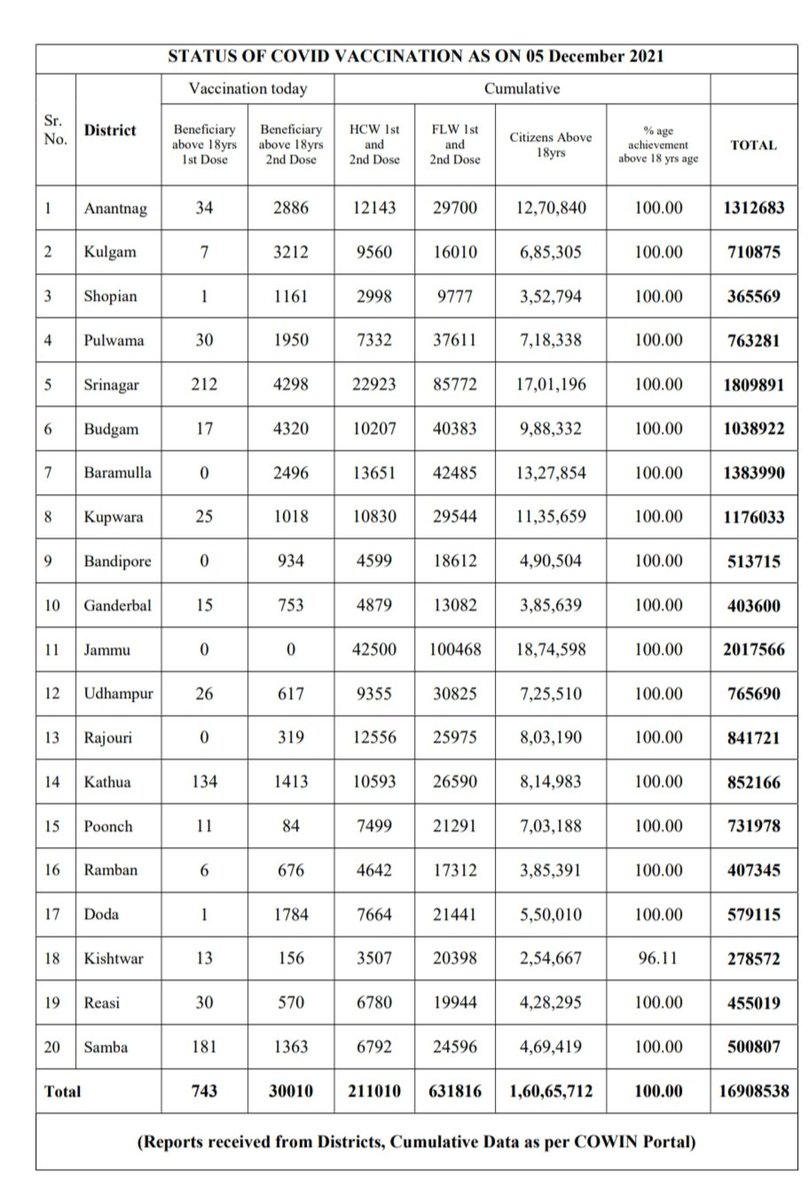 STATUS OF COVID VACCINATION AS ON 05 December 2021
Sr. No. District Vaccination today Cumulative
Beneficiary above 18yrs 1st Dose Beneficiary above 18yrs 2nd Dose HCW 1st and 2nd Dose FLW 1st and 2nd Dose Citizens Above 18yrs % age achievement above 18 yrs age TOTAL
1 Anantnag 34 2886 12143 29700 12,70,840 100.00 1312683
2 Kulgam 7 3212 9560 16010 6,85,305 100.00 710875
3 Shopian 1 1161 2998 9777 3,52,794 100.00 365569
4 Pulwama 30 1950 7332 37611 7,18,338 100.00 763281
5 Srinagar 212 4298 22923 85772 17,01,196 100.00 1809891
6 Budgam 17 4320 10207 40383 9,88,332 100.00 1038922
7 Baramulla 0 2496 13651 42485 13,27,854 100.00 1383990
8 Kupwara 25 1018 10830 29544 11,35,659 100.00 1176033
9 Bandipore 0 934 4599 18612 4,90,504 100.00 513715
10 Ganderbal 15 753 4879 13082 3,85,639 100.00 403600
11 Jammu 0 0 42500 100468 18,74,598 100.00 2017566
12 Udhampur 26 617 9355 30825 7,25,510 100.00 765690
13 Rajouri 0 319 12556 25975 8,03,190 100.00 841721
14 Kathua 134 1413 10593 26590 8,14,983 100.00 852166
15 Poonch 11 84 7499 21291 7,03,188 100.00 731978
16 Ramban 6 676 4642 17312 3,85,391 100.00 407345
17 Doda 1 1784 7664 21441 5,50,010 100.00 579115
18 Kishtwar 13 156 3507 20398 2,54,667 96.11 278572
19 Reasi 30 570 6780 19944 4,28,295 100.00 455019
20 Samba 181 1363 6792 24596 4,69,419 100.00 500807
Total 743 30010 211010 631816 1,60,65,712 100.00 16908538
(Reports received from Districts, Cumulative Data as per COWIN Portal)